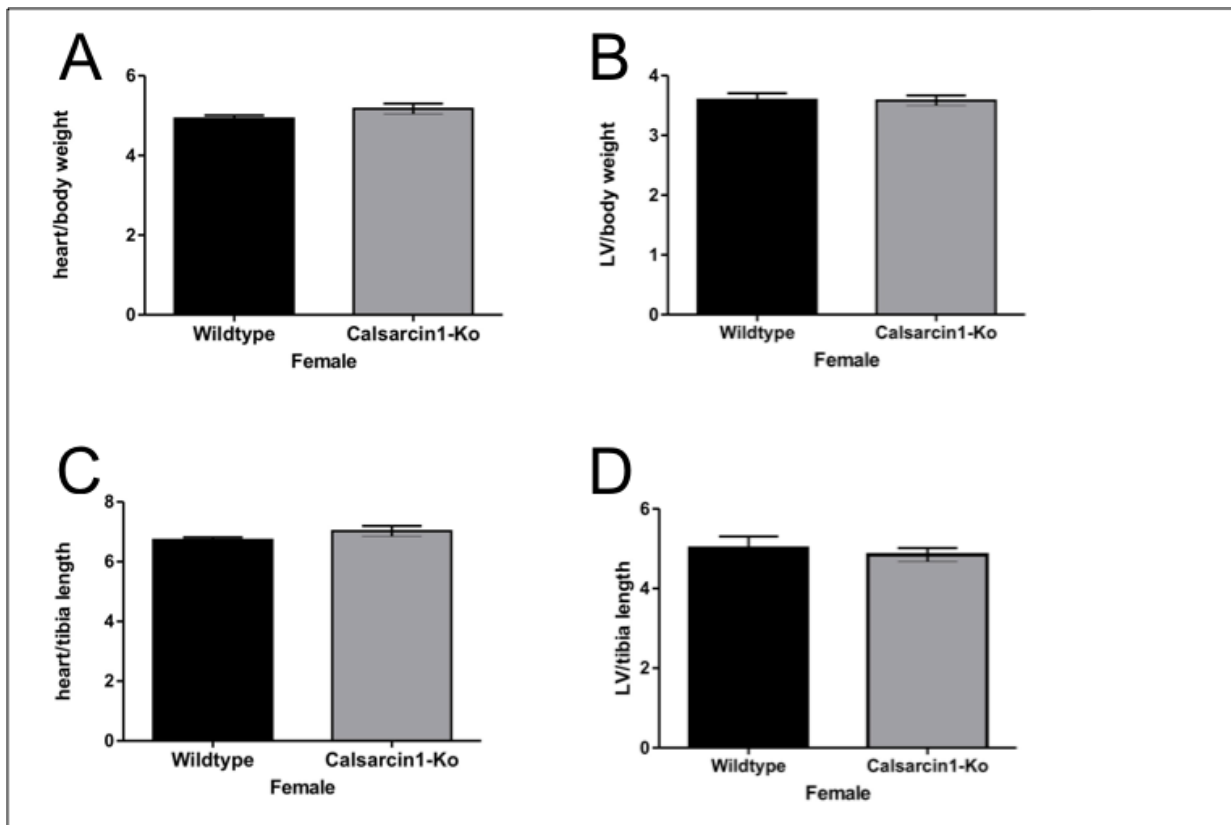 A
heart/body weight
6
4
2
0
Wildtype Calsarcin1-Ko
Female
B
LV/body weight
4
3
2
1
0
Wildtype Calsarcin1-Ko
Female
C
heart/tibia length
8
6
4
2
0
Wildtype Calsarcin1-Ko
Female
D
LV/tibia length
6
4
2
0
Wildtype Calsarcin1-Ko
Female